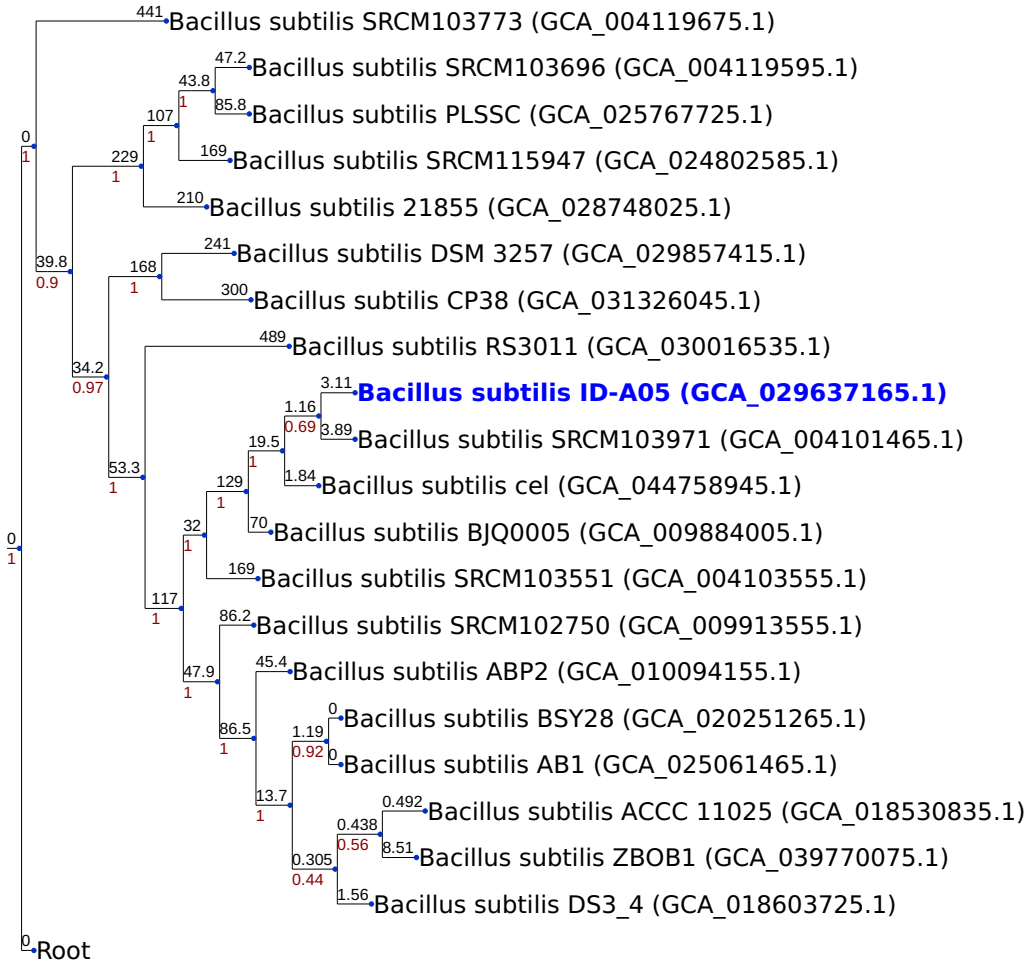 441
Bacillus subtilis SRCM103773 (GCA_004119675.1)
47.2
Bacillus subtilis SRCM103696 (GCA_004119595.1)
43.8
1
85.8
Bacillus subtilis PLSSC (GCA_025767725.1)
107
1
169
Bacillus subtilis SRCM115947 (GCA_024802585.1)
0
1
229
1
210
Bacillus subtilis 21855 (GCA_028748025.1)
241
Bacillus subtilis DSM 3257 (GCA_029857415.1)
39.8
0.9
168
1
300
Bacillus subtilis CP38 (GCA_031326045.1)
489
Bacillus subtilis RS3011 (GCA_030016535.1)
34.2
0.97
3.11
Bacillus subtilis ID-A05 (GCA_029637165.1)
1.16
0.69
3.89
Bacillus subtilis SRCM103971 (GCA_004101465.1)
19.5
1
53.3
1
1.84
Bacillus subtilis cel (GCA_044758945.1)
129
1
70
Bacillus subtilis BJQ0005 (GCA_009884005.1)
32
1
0
1
169
Bacillus subtilis SRCM103551 (GCA_004103555.1)
117
1
86.2
Bacillus subtilis SRCM102750 (GCA_009913555.1)
47.9
1
45.4
Bacillus subtilis ABP2 (GCA_010094155.1)
0
Bacillus subtilis BSY28 (GCA_020251265.1)
86.5
1
1.19
0.92
0
Bacillus subtilis AB1 (GCA_025061465.1)
13.7
1
0.492
Bacillus subtilis ACCC 11025 (GCA_018530835.1)
0.438
0.56
8.51
Bacillus subtilis ZBOB1 (GCA_039770075.1)
0.305
0.44
1.56
Bacillus subtilis DS3_4 (GCA_018603725.1)
0
Root